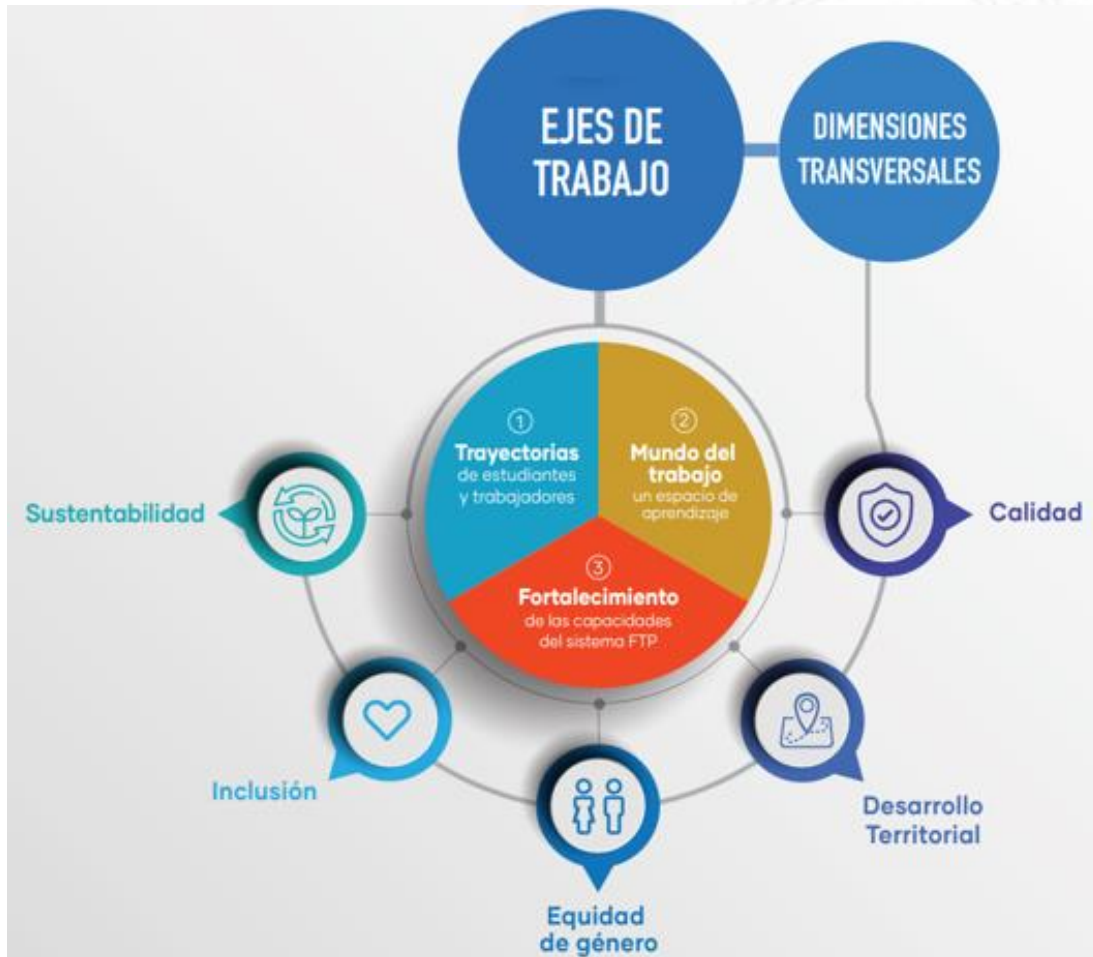 EJES DE
TRABAJO
DIMENSIONES
TRANSVERSALES
1
Trayectorias
de estudiantes
y trabajadores
2
Mundo del
trabajo
un espacio de
aprendizaje
3
Fortalecimiento
de las capacidades
del sistema FTP
Sustentabilidad
Calidad
Inclusión
Desarrollo
Territorial
Equidad
de género